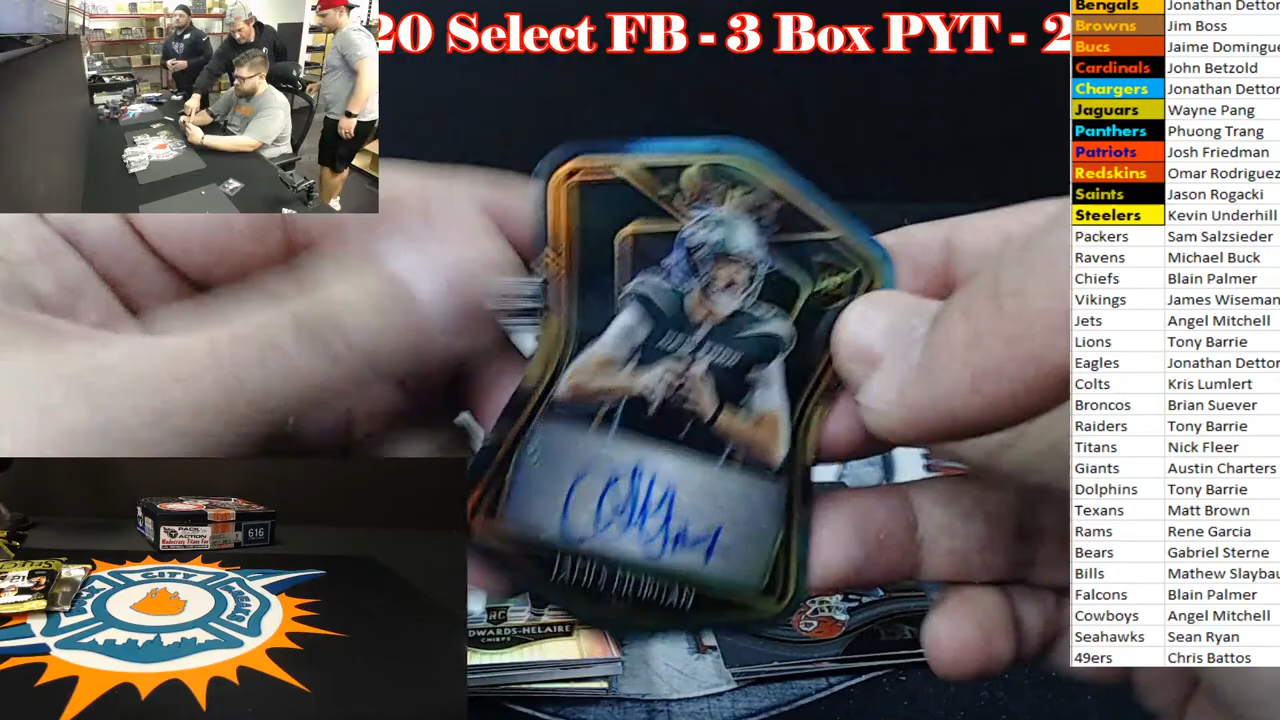 20 Select FB - 3 Box PYT - 2
Bengals Jonathan Dettor
Browns Jim Boss
Bucs Jaime Domingue
Cardinals John Betzold
Chargers Jonathan Dettor
Jaguars Wayne Pang
Panthers Phuong Trang
Patriots Josh Friedman
Redskins Omar Rodriguez
Saints Jason Rogacki
Steelers Kevin Underhill
Packers Sam Salzsieder
Ravens Michael Buck
Chiefs Blain Palmer
Vikings James Wiseman
Jets Angel Mitchell
Lions Tony Barrie
Eagles Jonathan Dettor
Colts Kris Lumlert
Broncos Brian Suever
Raiders Tony Barrie
Titans Nick Fleer
Giants Austin Charters
Dolphins Tony Barrie
Texans Matt Brown
Rams Rene Garcia
Bears Gabriel Sterne
Bills Mathew Slaybau
Falcons Blain Palmer
Cowboys Angel Mitchell
Seahawks Sean Ryan
49ers Chris Battos
RC
DWARDS-HELAIRE
CHIEFS
PACK
ACTION
616
CITY